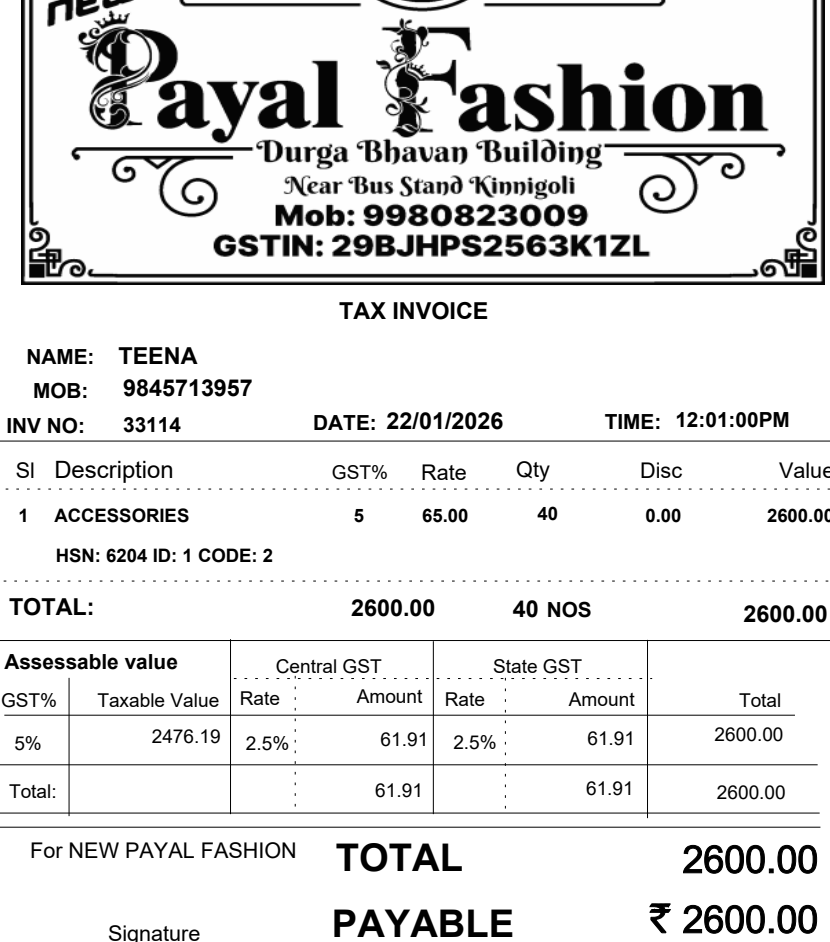 new
Payal Fashion
Durga Bhavan Building
Near Bus Stand Kinnigoli
Mob: 9980823009
GSTIN: 29BJHPS2563K1ZL
TAX INVOICE
NAME: TEENA
MOB: 9845713957
INV NO: 33114 DATE: 22/01/2026 TIME: 12:01:00PM
Sl Description GST% Rate Qty Disc Value
1 ACCESSORIES 5 65.00 40 0.00 2600.00
HSN: 6204 ID: 1 CODE: 2
TOTAL: 2600.00 40 NOS 2600.00
Assessable value Central GST State GST
GST% Taxable Value Rate Amount Rate Amount Total
5% 2476.19 2.5% 61.91 2.5% 61.91 2600.00
Total: 61.91 61.91 2600.00
For NEW PAYAL FASHION TOTAL 2600.00
Signature PAYABLE ₹ 2600.00